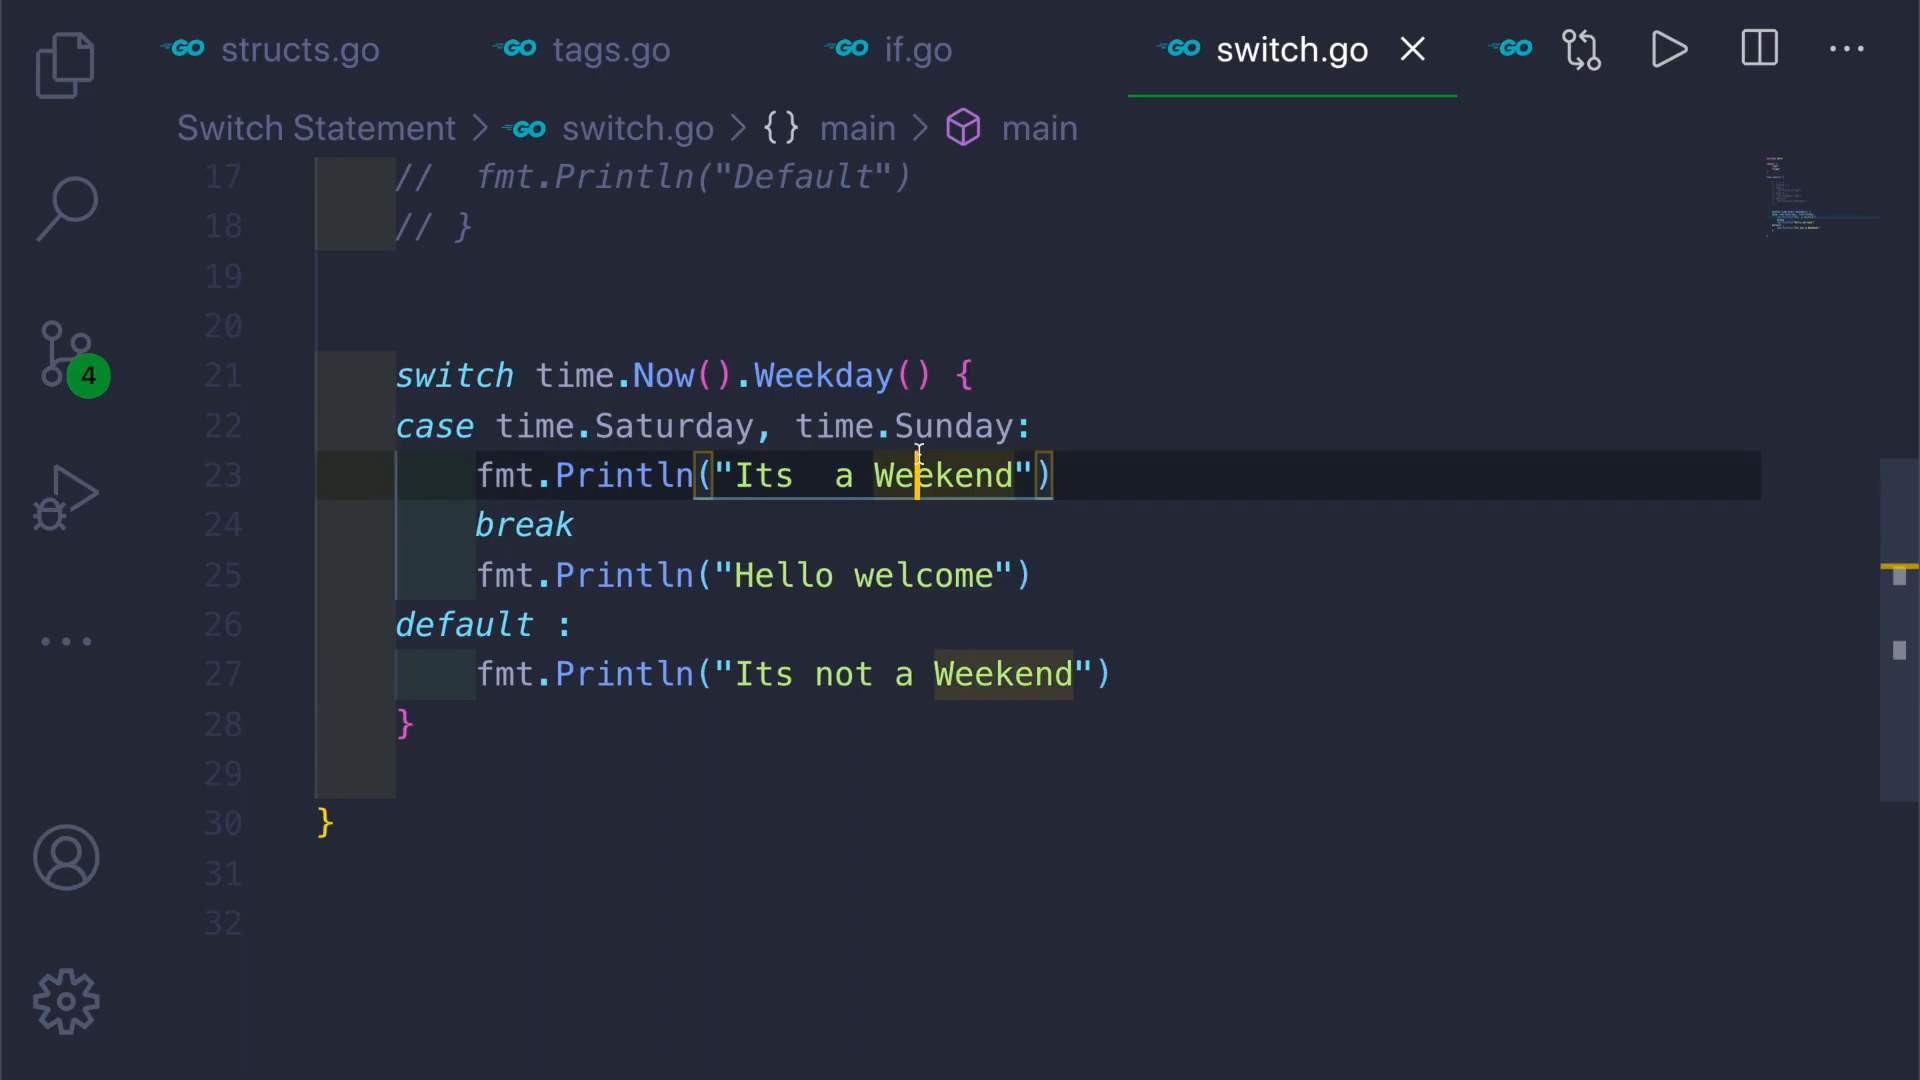 GO structs.go GO tags.go GO if.go GO switch.go GO
Switch Statement > GO switch.go > {} main > main
17 // fmt.Println("Default")
18 // }
19
20
21 switch time.Now().Weekday() {
22 case time.Saturday, time.Sunday:
23 fmt.Println("Its  a Weekend")
24 break
25 fmt.Println("Hello welcome")
26 default :
27 fmt.Println("Its not a Weekend")
28 }
29
30 }
31
32
4